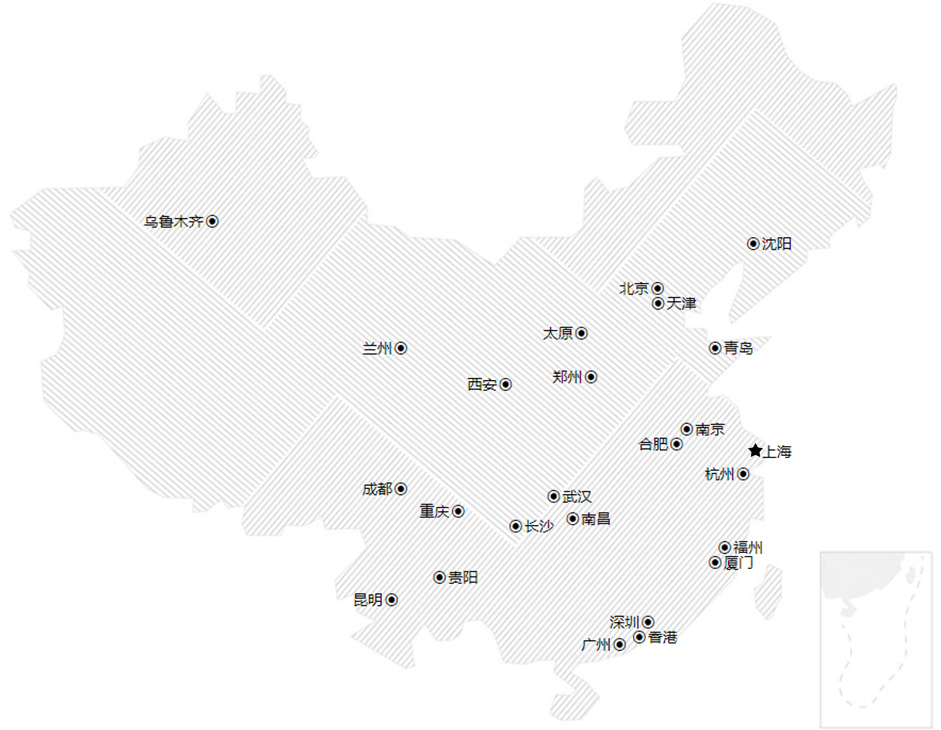 乌鲁木齐
沈阳
北京
天津
太原
兰州
青岛
郑州
西安
南京
合肥
上海
杭州
成都
武汉
重庆
南昌
长沙
福州
厦门
贵阳
昆明
深圳
香港
广州